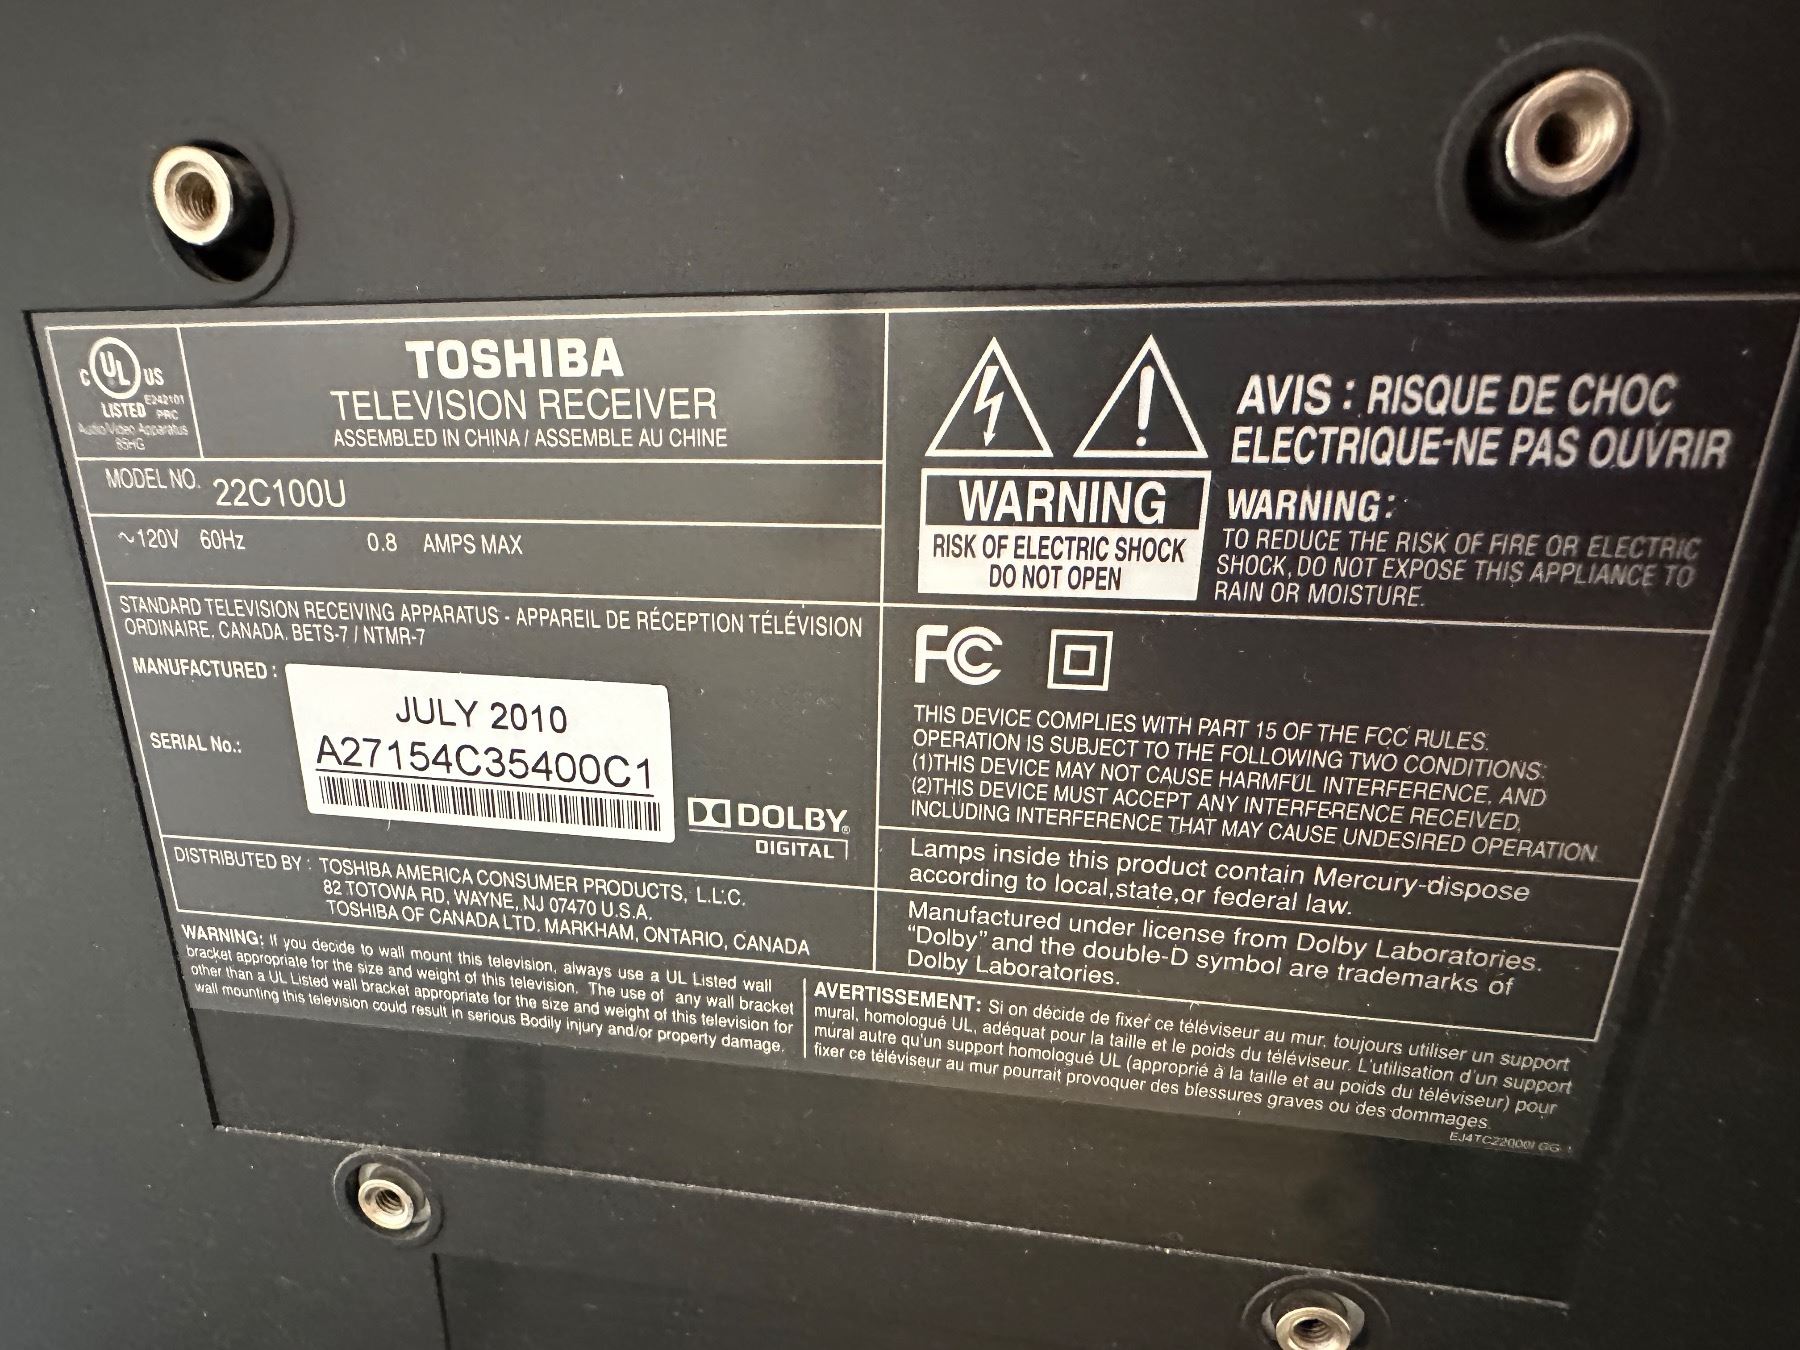 C UL US
LISTED E242101
PRC
Audio/Video Apparatus
85HG
TOSHIBA
TELEVISION RECEIVER
ASSEMBLED IN CHINA / ASSEMBLE AU CHINE
MODEL NO. 22C100U
~120V 60Hz 0.8 AMPS MAX
STANDARD TELEVISION RECEIVING APPARATUS - APPAREIL DE RÉCEPTION TÉLÉVISION
ORDINAIRE, CANADA. BETS-7 / NTMR-7
MANUFACTURED : JULY 2010
SERIAL No.: A27154C35400C1
DOLBY®
DIGITAL
DISTRIBUTED BY : TOSHIBA AMERICA CONSUMER PRODUCTS, L.L.C.
82 TOTOWA RD, WAYNE, NJ 07470 U.S.A.
TOSHIBA OF CANADA LTD. MARKHAM, ONTARIO, CANADA
WARNING: If you decide to wall mount this television, always use a UL Listed wall
bracket appropriate for the size and weight of this television. The use of any wall bracket
other than a UL Listed wall bracket appropriate for the size and weight of this television for
wall mounting this television could result in serious Bodily injury and/or property damage.
AVIS : RISQUE DE CHOC
ELECTRIQUE-NE PAS OUVRIR
WARNING
RISK OF ELECTRIC SHOCK
DO NOT OPEN
WARNING:
TO REDUCE THE RISK OF FIRE OR ELECTRIC
SHOCK, DO NOT EXPOSE THIS APPLIANCE TO
RAIN OR MOISTURE.
FC
THIS DEVICE COMPLIES WITH PART 15 OF THE FCC RULES.
OPERATION IS SUBJECT TO THE FOLLOWING TWO CONDITIONS:
(1)THIS DEVICE MAY NOT CAUSE HARMFUL INTERFERENCE, AND
(2)THIS DEVICE MUST ACCEPT ANY INTERFERENCE RECEIVED,
INCLUDING INTERFERENCE THAT MAY CAUSE UNDESIRED OPERATION.
Lamps inside this product contain Mercury-dispose
according to local,state,or federal law.
Manufactured under license from Dolby Laboratories.
"Dolby" and the double-D symbol are trademarks of
Dolby Laboratories.
AVERTISSEMENT: Si on décide de fixer ce téléviseur au mur, toujours utiliser un support
mural, homologué UL, adéquat pour la taille et le poids du téléviseur. L'utilisation d'un support
mural autre qu'un support homologué UL (approprié à la taille et au poids du téléviseur) pour
fixer ce téléviseur au mur pourrait provoquer des blessures graves ou des dommages.